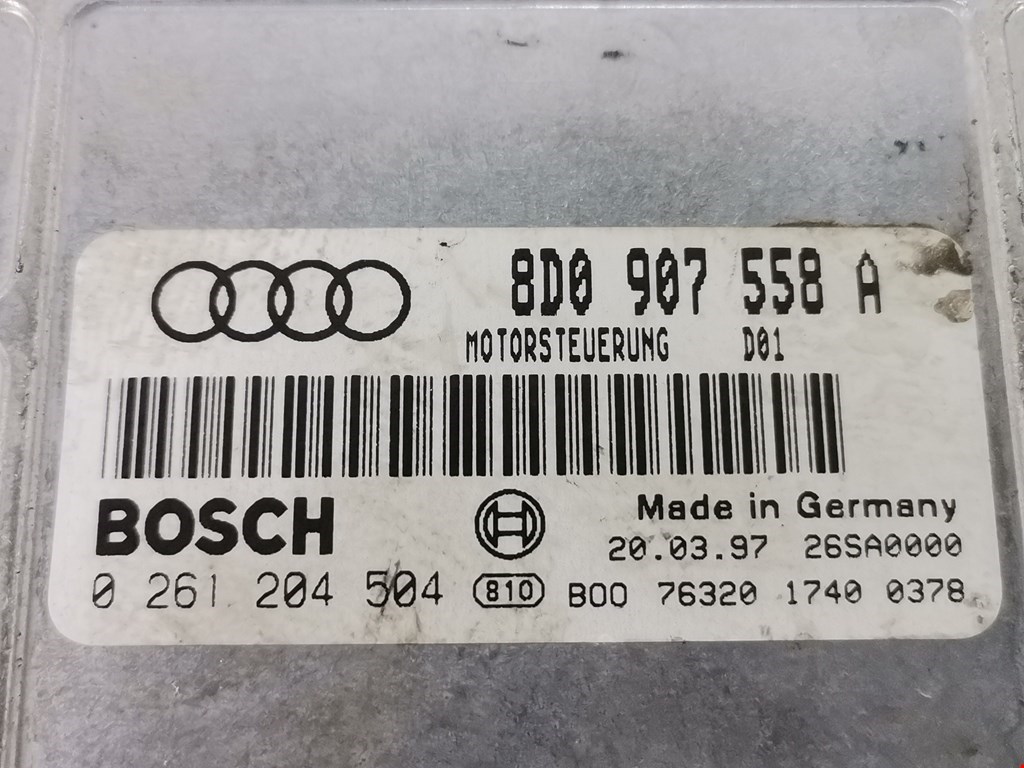 8D0 907 558 A
MOTORSTEUERUNG D01
BOSCH
Made in Germany
20.03.97 26SA0000
0 261 204 504 810 B00 76320 1740 0378